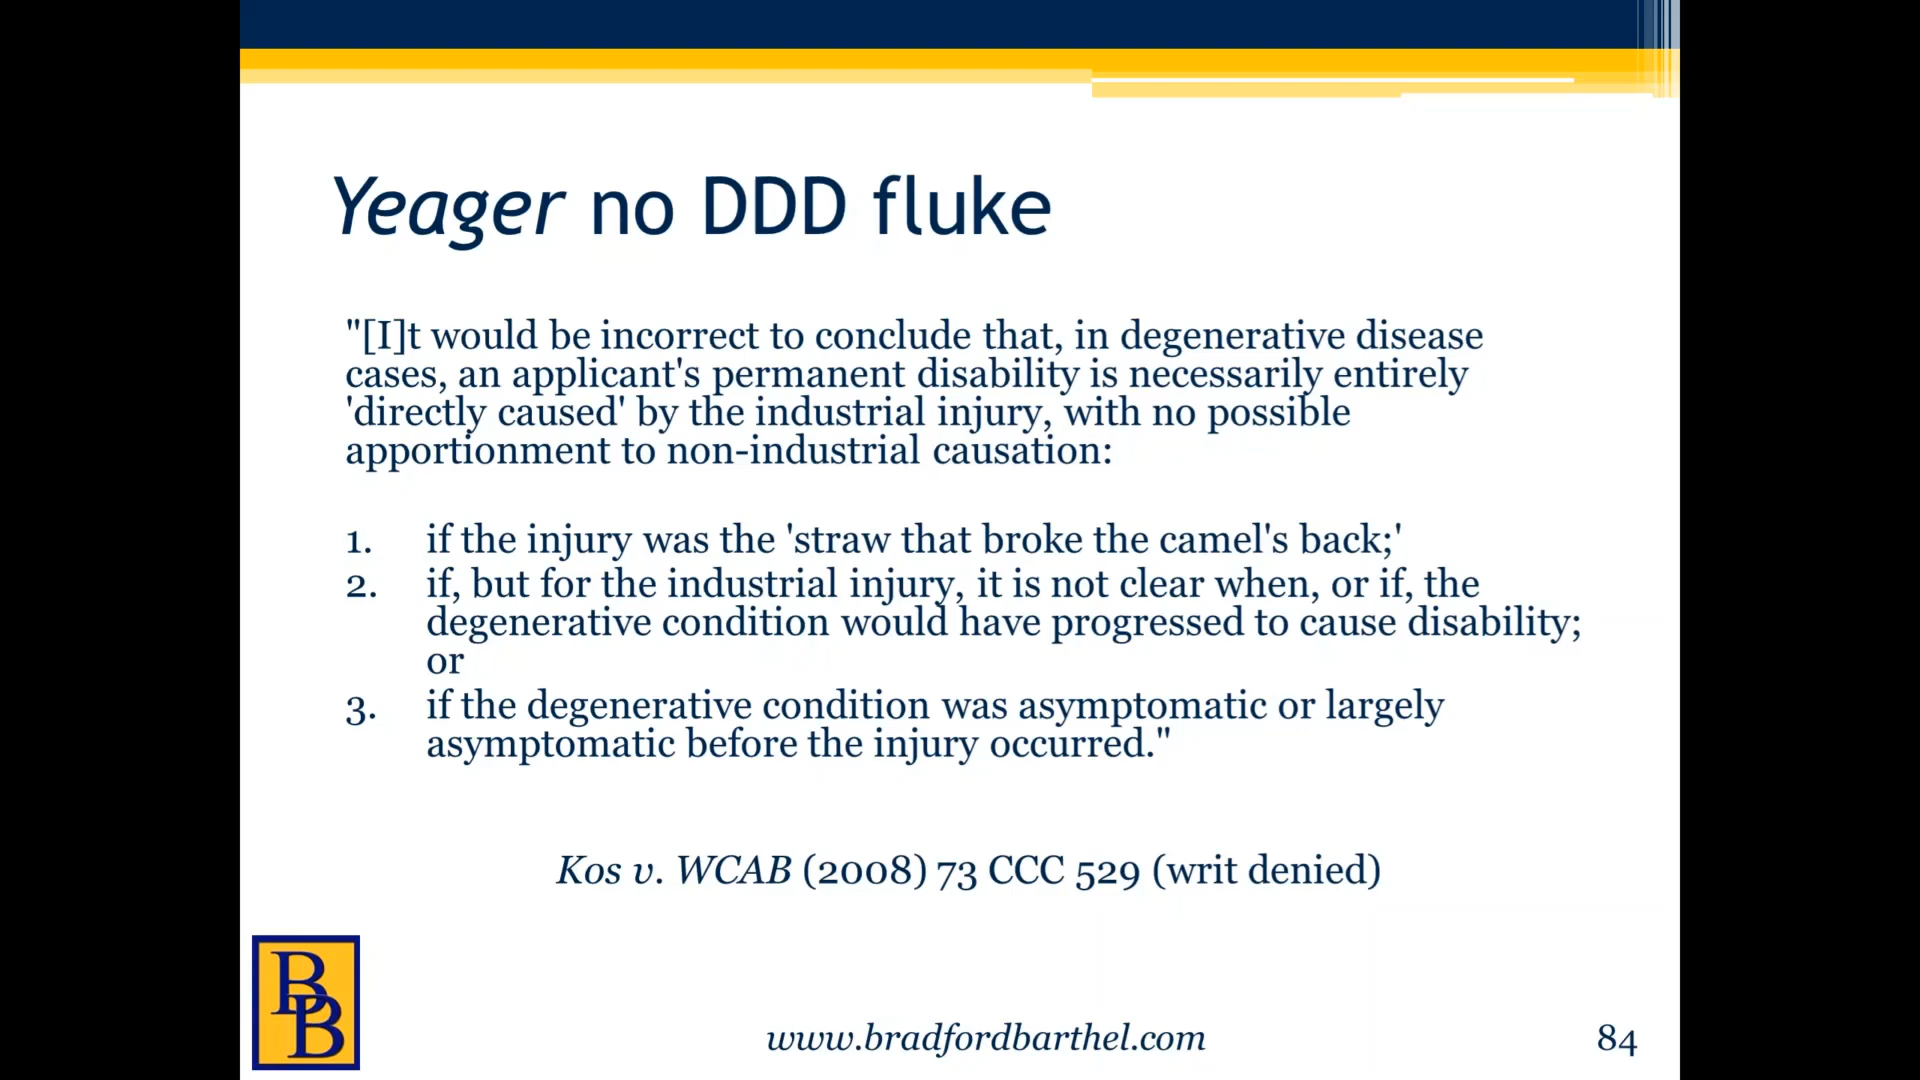 Yeager no DDD fluke
"[I]t would be incorrect to conclude that, in degenerative disease
cases, an applicant's permanent disability is necessarily entirely
'directly caused' by the industrial injury, with no possible
apportionment to non-industrial causation:
1. if the injury was the 'straw that broke the camel's back;'
2. if, but for the industrial injury, it is not clear when, or if, the
degenerative condition would have progressed to cause disability;
or
3. if the degenerative condition was asymptomatic or largely
asymptomatic before the injury occurred."
Kos v. WCAB (2008) 73 CCC 529 (writ denied)
BB
www.bradfordbarthel.com 84